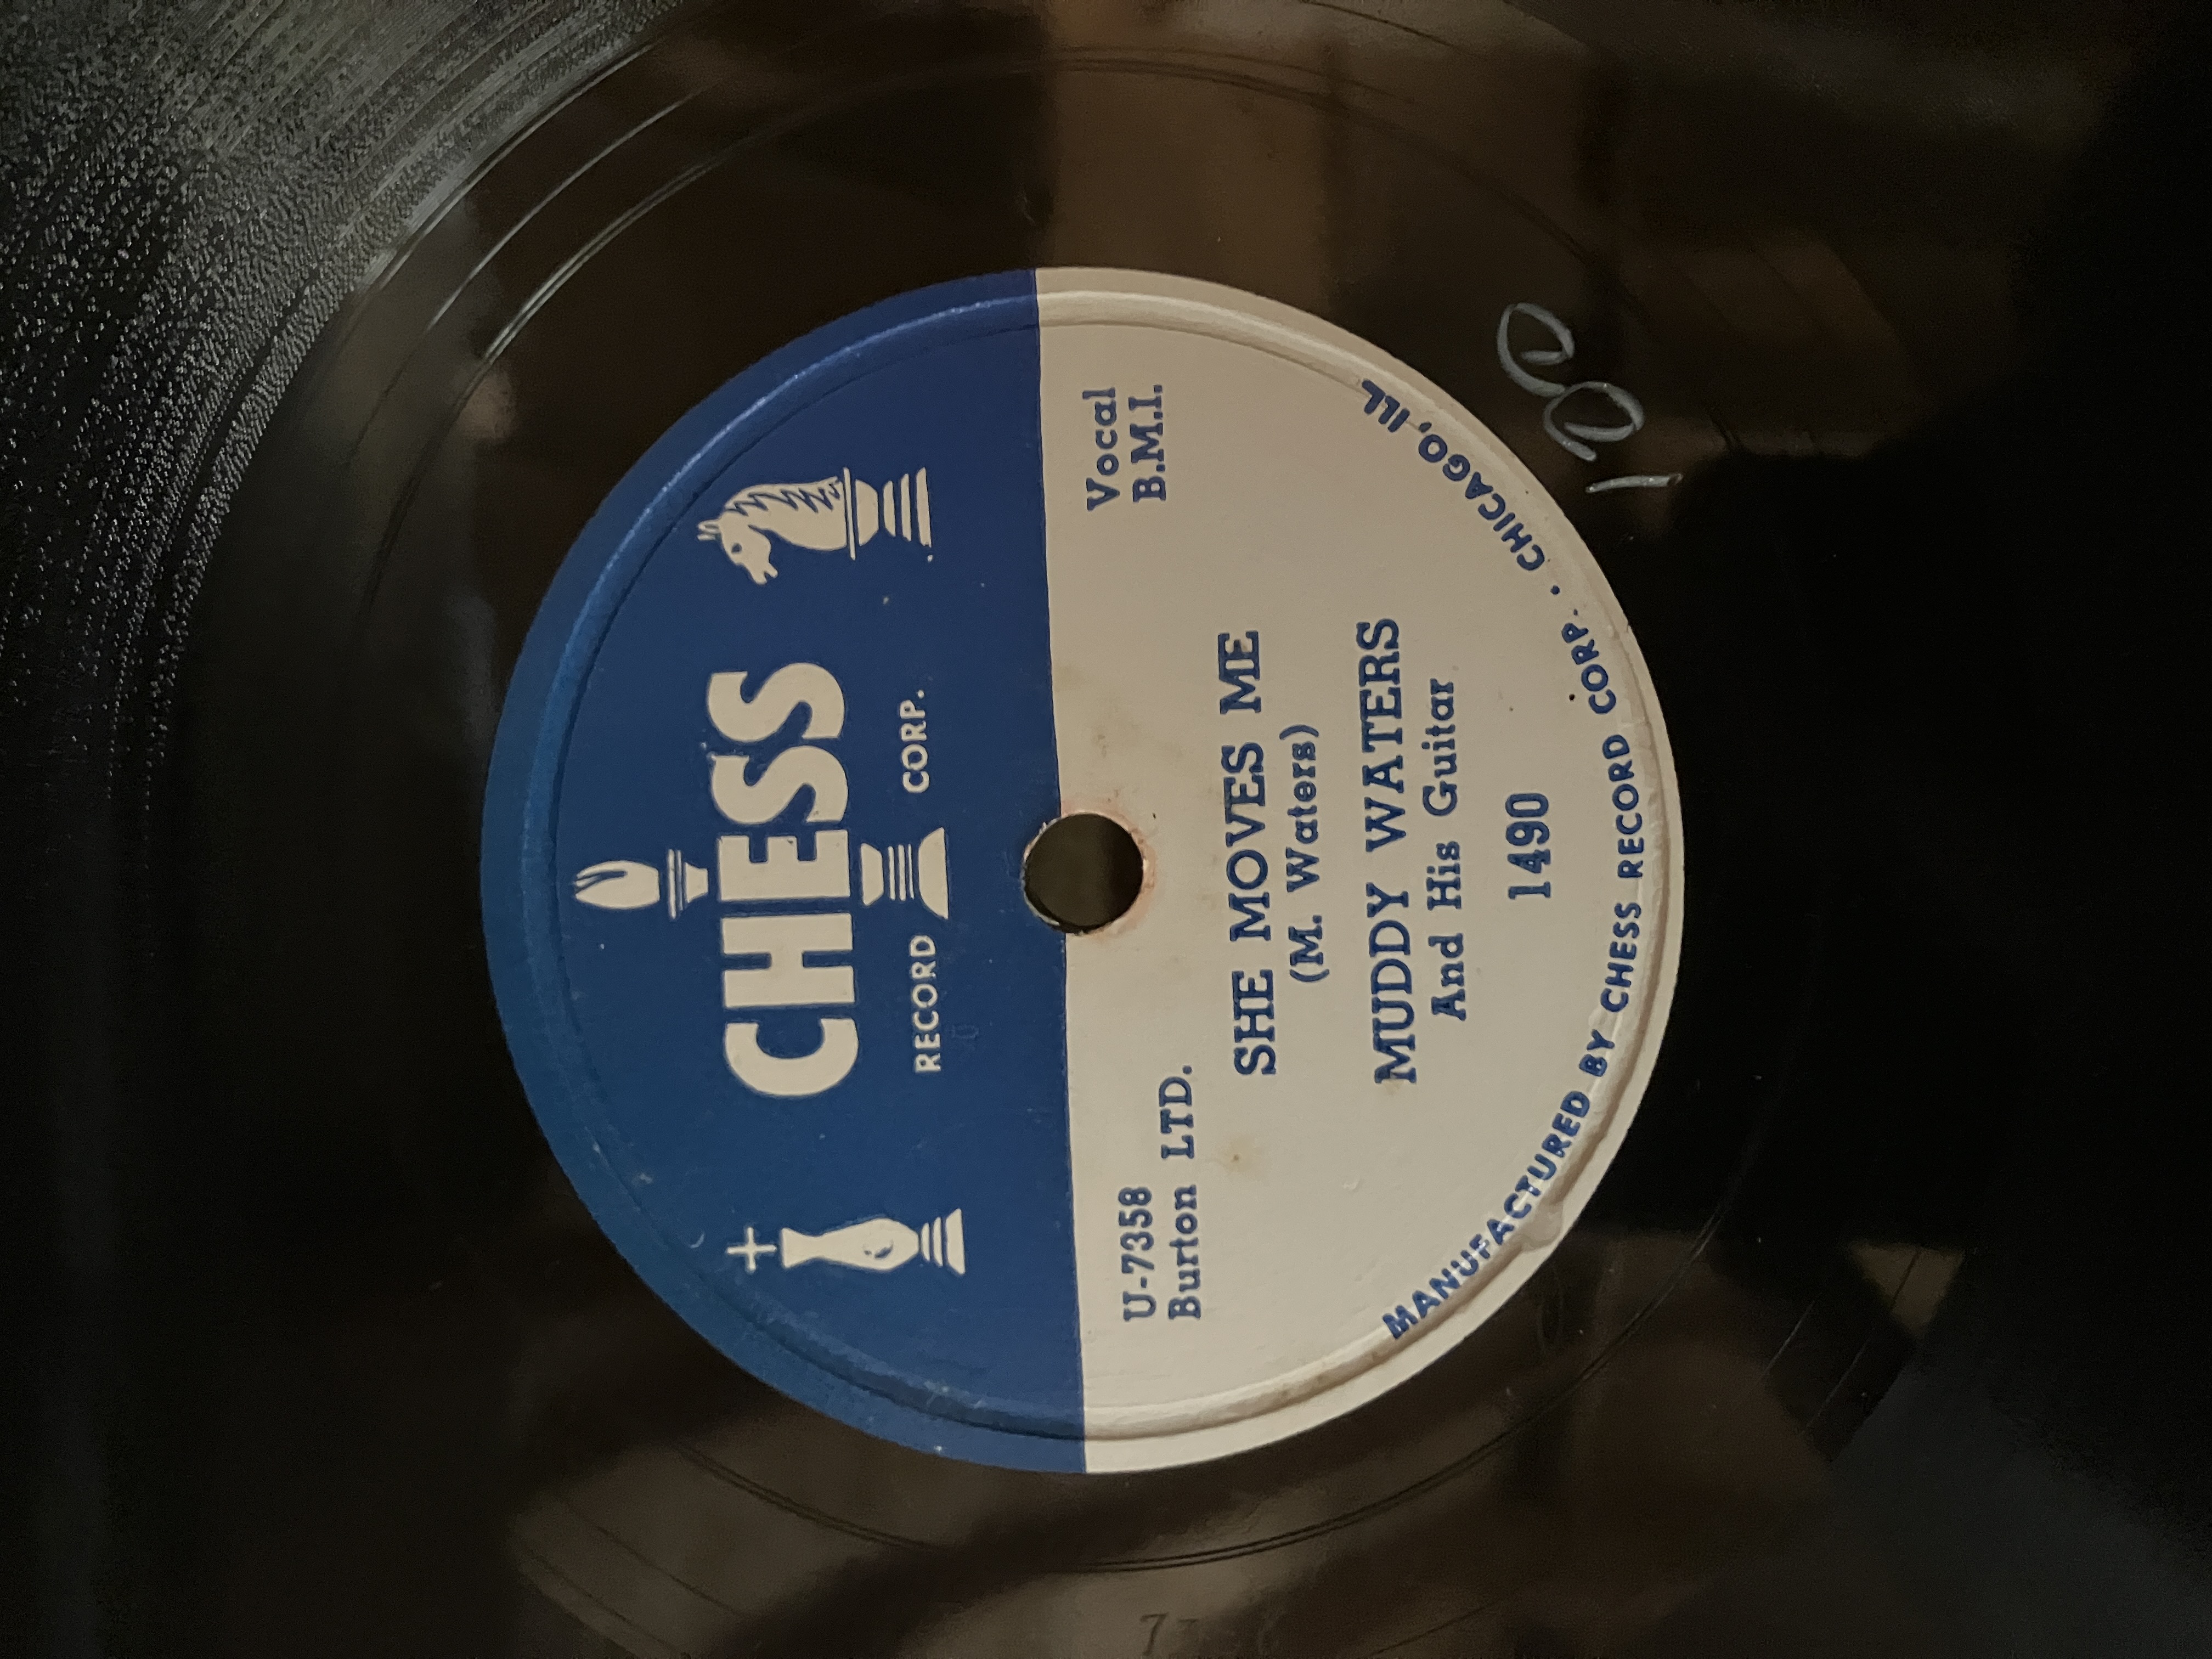 CHESS
RECORD CORP.
U-7358
Burton LTD.
Vocal
B.M.I.
SHE MOVES ME
(M. Waters)
MUDDY WATERS
And His Guitar
1490
MANUFACTURED BY CHESS RECORD CORP. • CHICAGO, ILL